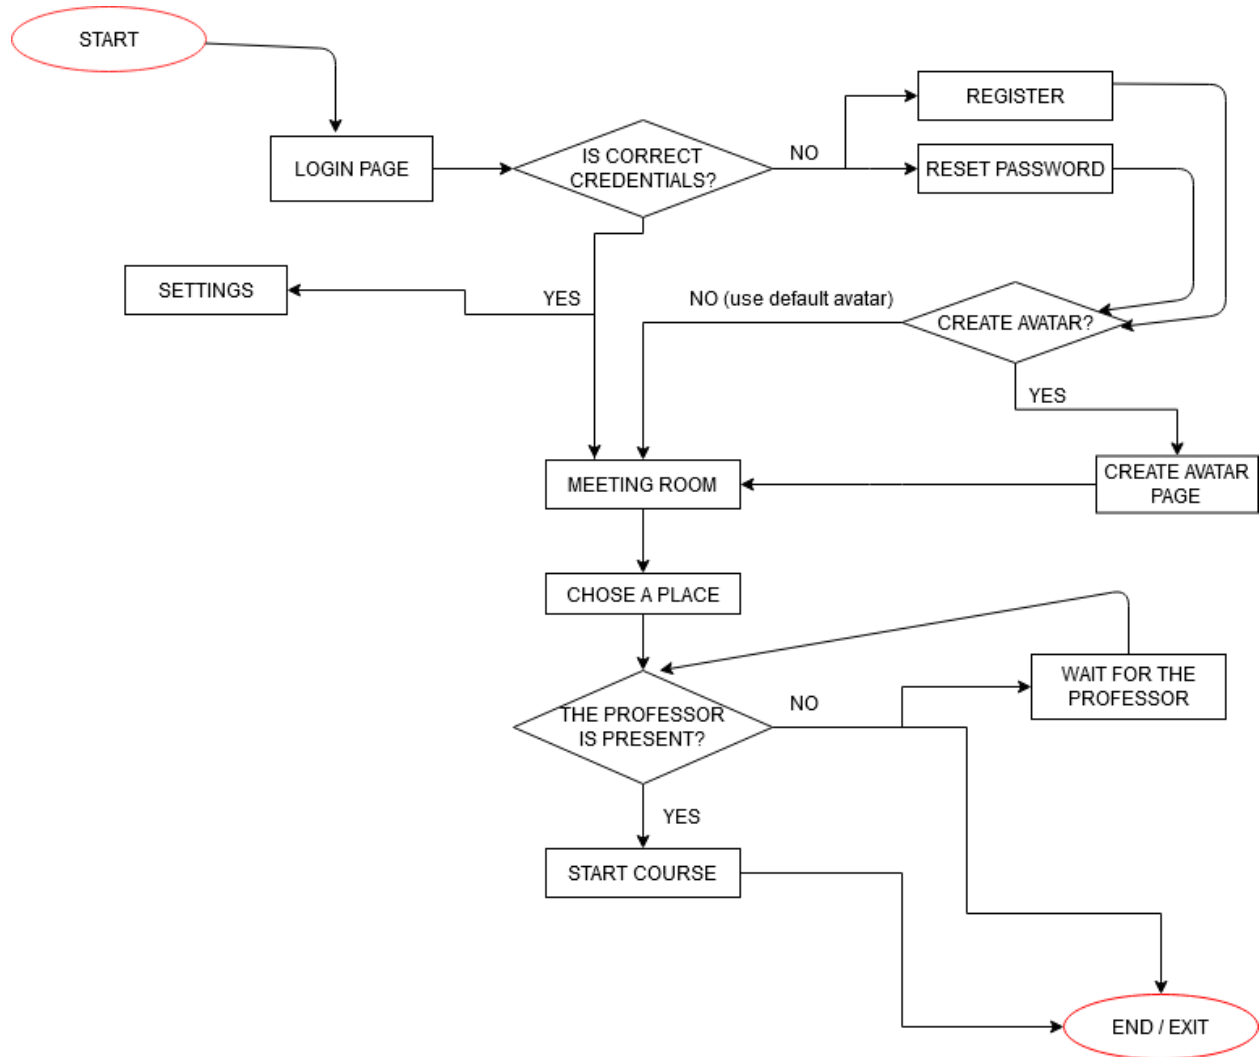 START
REGISTER
IS CORRECT
CREDENTIALS?
NO
LOGIN PAGE
RESET PASSWORD
SETTINGS
YES
NO (use default avatar)
CREATE AVATAR?
YES
MEETING ROOM
CREATE AVATAR
PAGE
CHOSE A PLACE
WAIT FOR THE
PROFESSOR
NO
THE PROFESSOR
IS PRESENT?
YES
START COURSE
END / EXIT